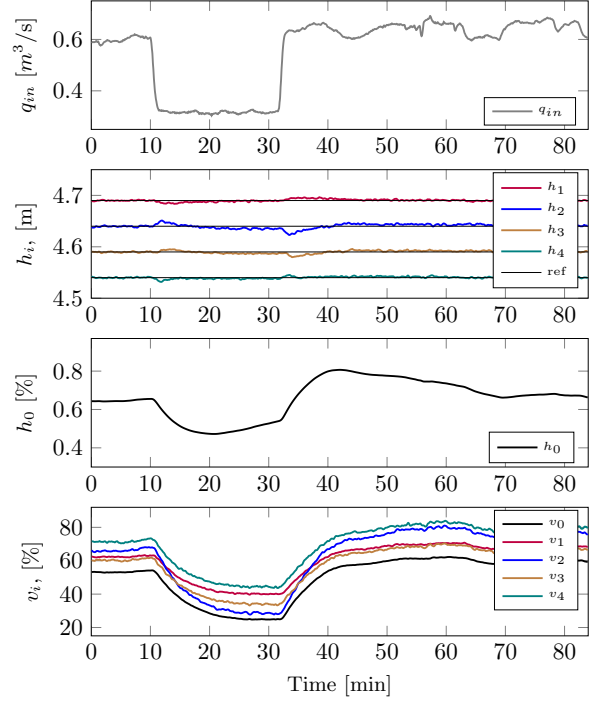 0.6
0.4
q_in [m^3/s]
q_in
0 10 20 30 40 50 60 70 80
4.7
4.6
4.5
h_i, [m]
h_1
h_2
h_3
h_4
ref
0 10 20 30 40 50 60 70 80
0.8
0.6
0.4
h_0 [%]
h_0
0 10 20 30 40 50 60 70 80
80
60
40
20
v_i, [%]
v_0
v_1
v_2
v_3
v_4
0 10 20 30 40 50 60 70 80
Time [min]